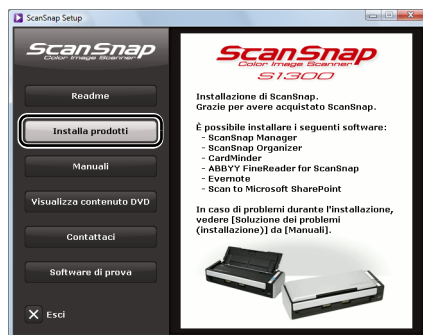 ScanSnap Setup
ScanSnap
Color Image Scanner
Readme
Installa prodotti
Manuali
Visualizza contenuto DVD
Contattaci
Software di prova
Esci
ScanSnap
Color Image Scanner
S1300
Installazione di ScanSnap.
Grazie per avere acquistato ScanSnap.
È possibile installare i seguenti software:
- ScanSnap Manager
- ScanSnap Organizer
- CardMinder
- ABBYY FineReader for ScanSnap
- Evernote
- Scan to Microsoft SharePoint
In caso di problemi durante l'installazione,
vedere [Soluzione dei problemi
(installazione)] da [Manuali].